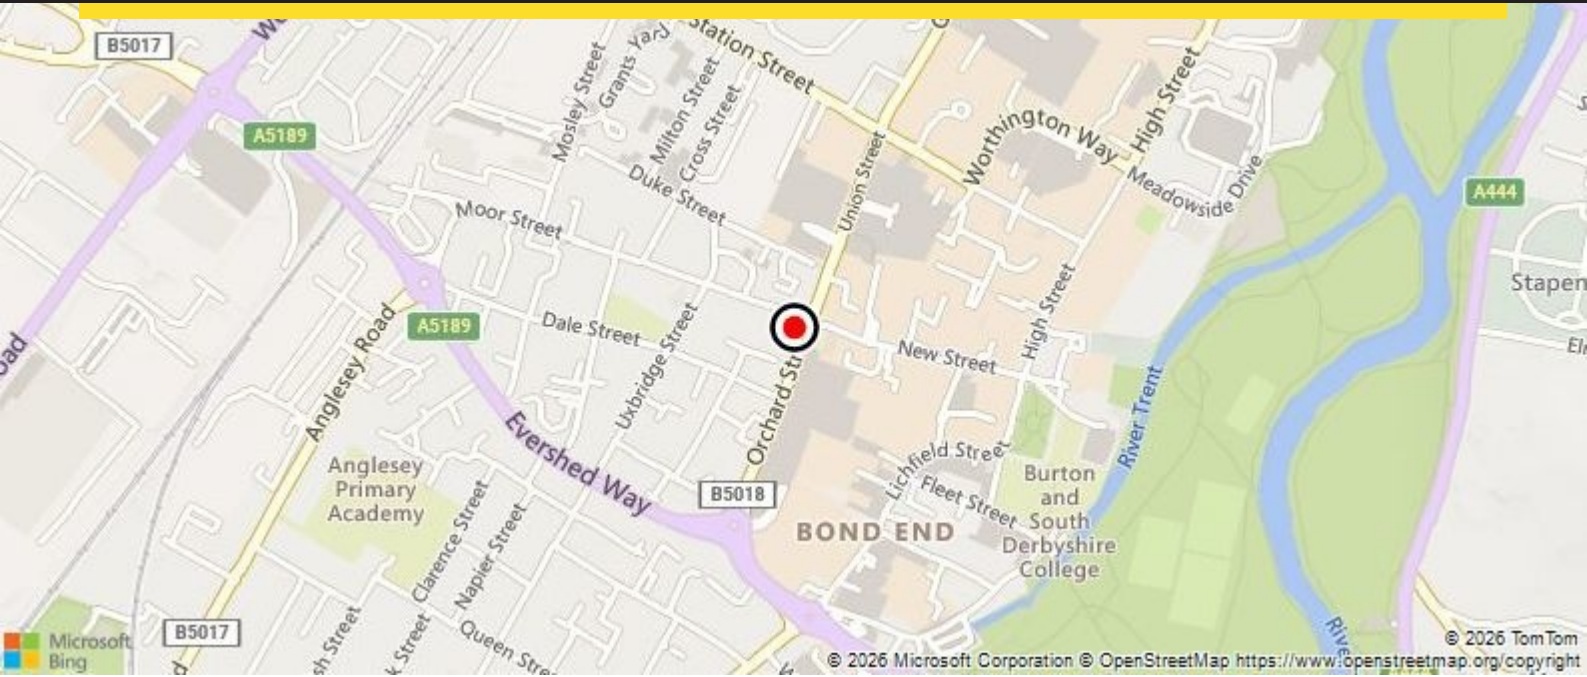 B5017
A5189
Mosley Street
Grants Yard
Milton Street
Cross Street
Station Street
Union Street
Worthington Way
High Street
Meadowside Drive
A444
Duke Street
Moor Street
Stapen
Dale Street
A5189
Anglesey Road
Uxbridge Street
Orchard Str
New Street
High Street
River Trent
Evershed Way
Anglesey
Primary
Academy
B5018
Lichfield Street
Fleet Street
BOND END
Burton
and
South
Derbyshire
College
Clarence Street
Napier Street
Queen Stre
B5017
Microsoft
Bing
© 2026 TomTom
© 2026 Microsoft Corporation © OpenStreetMap https://www.openstreetmap.org/copyright